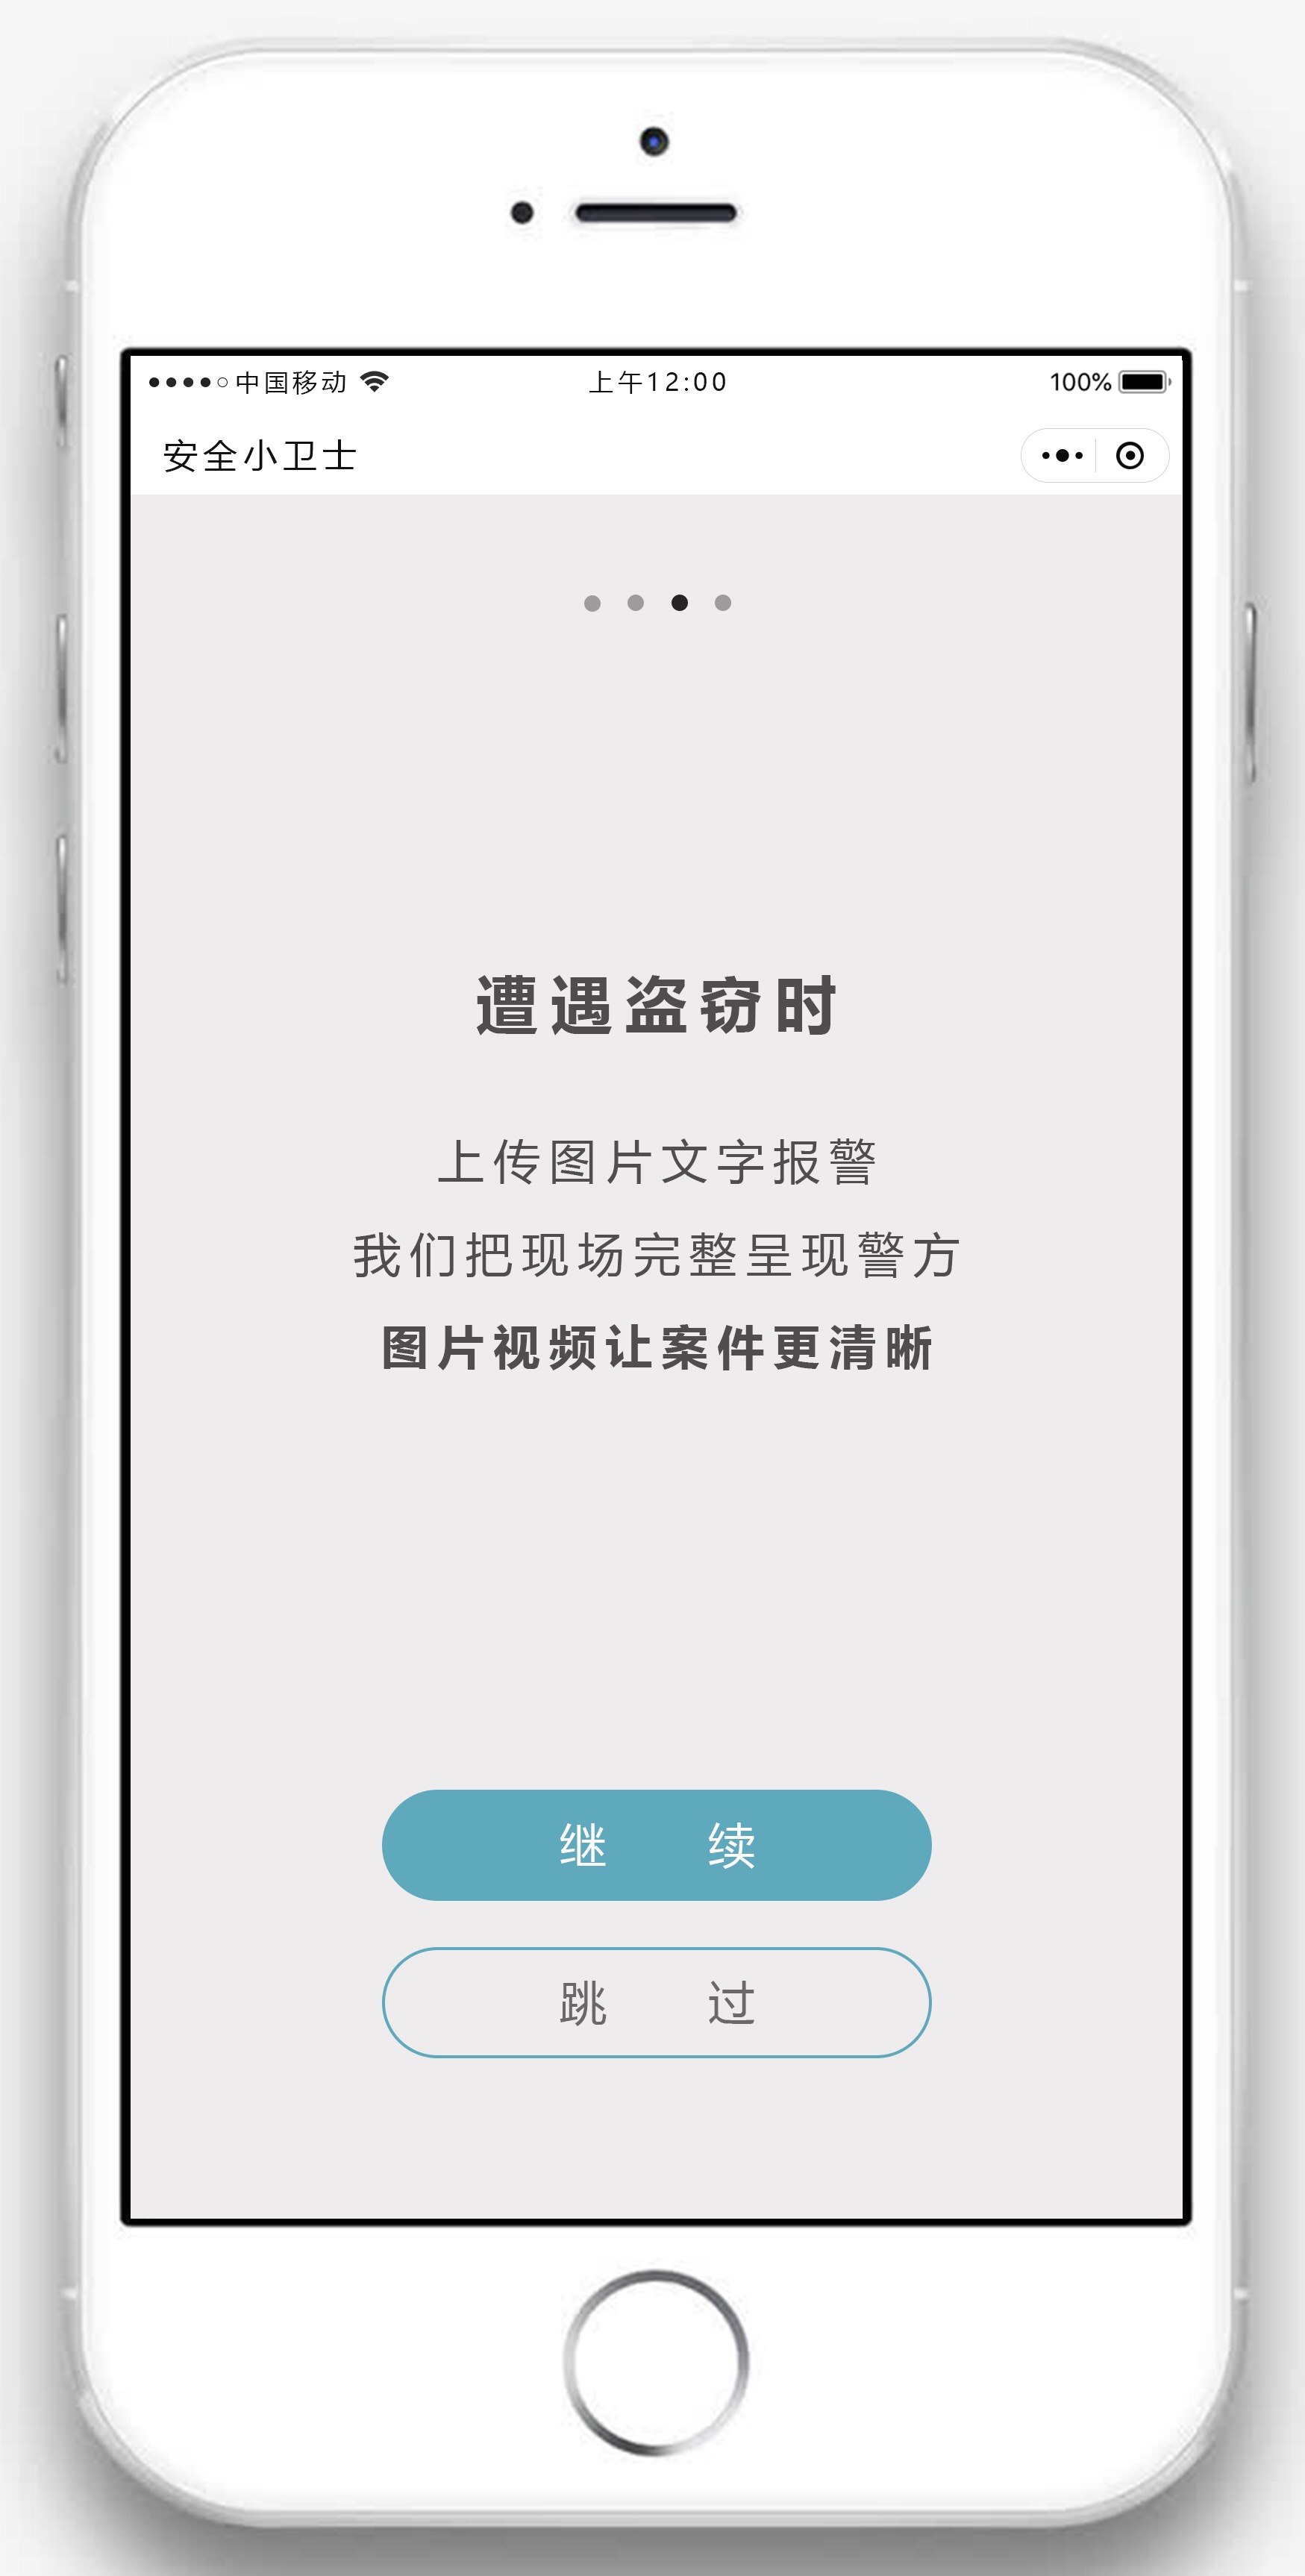 中国移动
上午12:00
100%
安全小卫士
遭遇盗窃时
上传图片文字报警
我们把现场完整呈现警方
图片视频让案件更清晰
继 续
跳 过